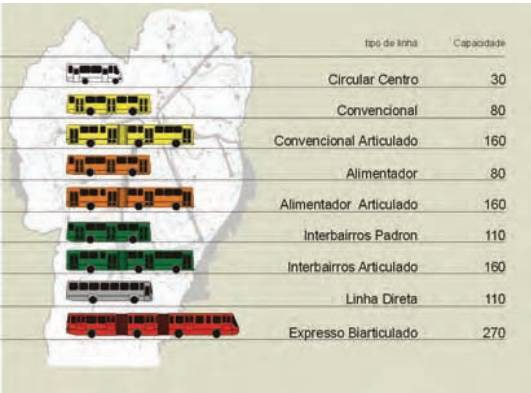 tipo de linha Capacidade
Circular Centro 30
Convencional 80
Convencional Articulado 160
Alimentador 80
Alimentador Articulado 160
Interbairros Padron 110
Interbairros Articulado 160
Linha Direta 110
Expresso Biarticulado 270